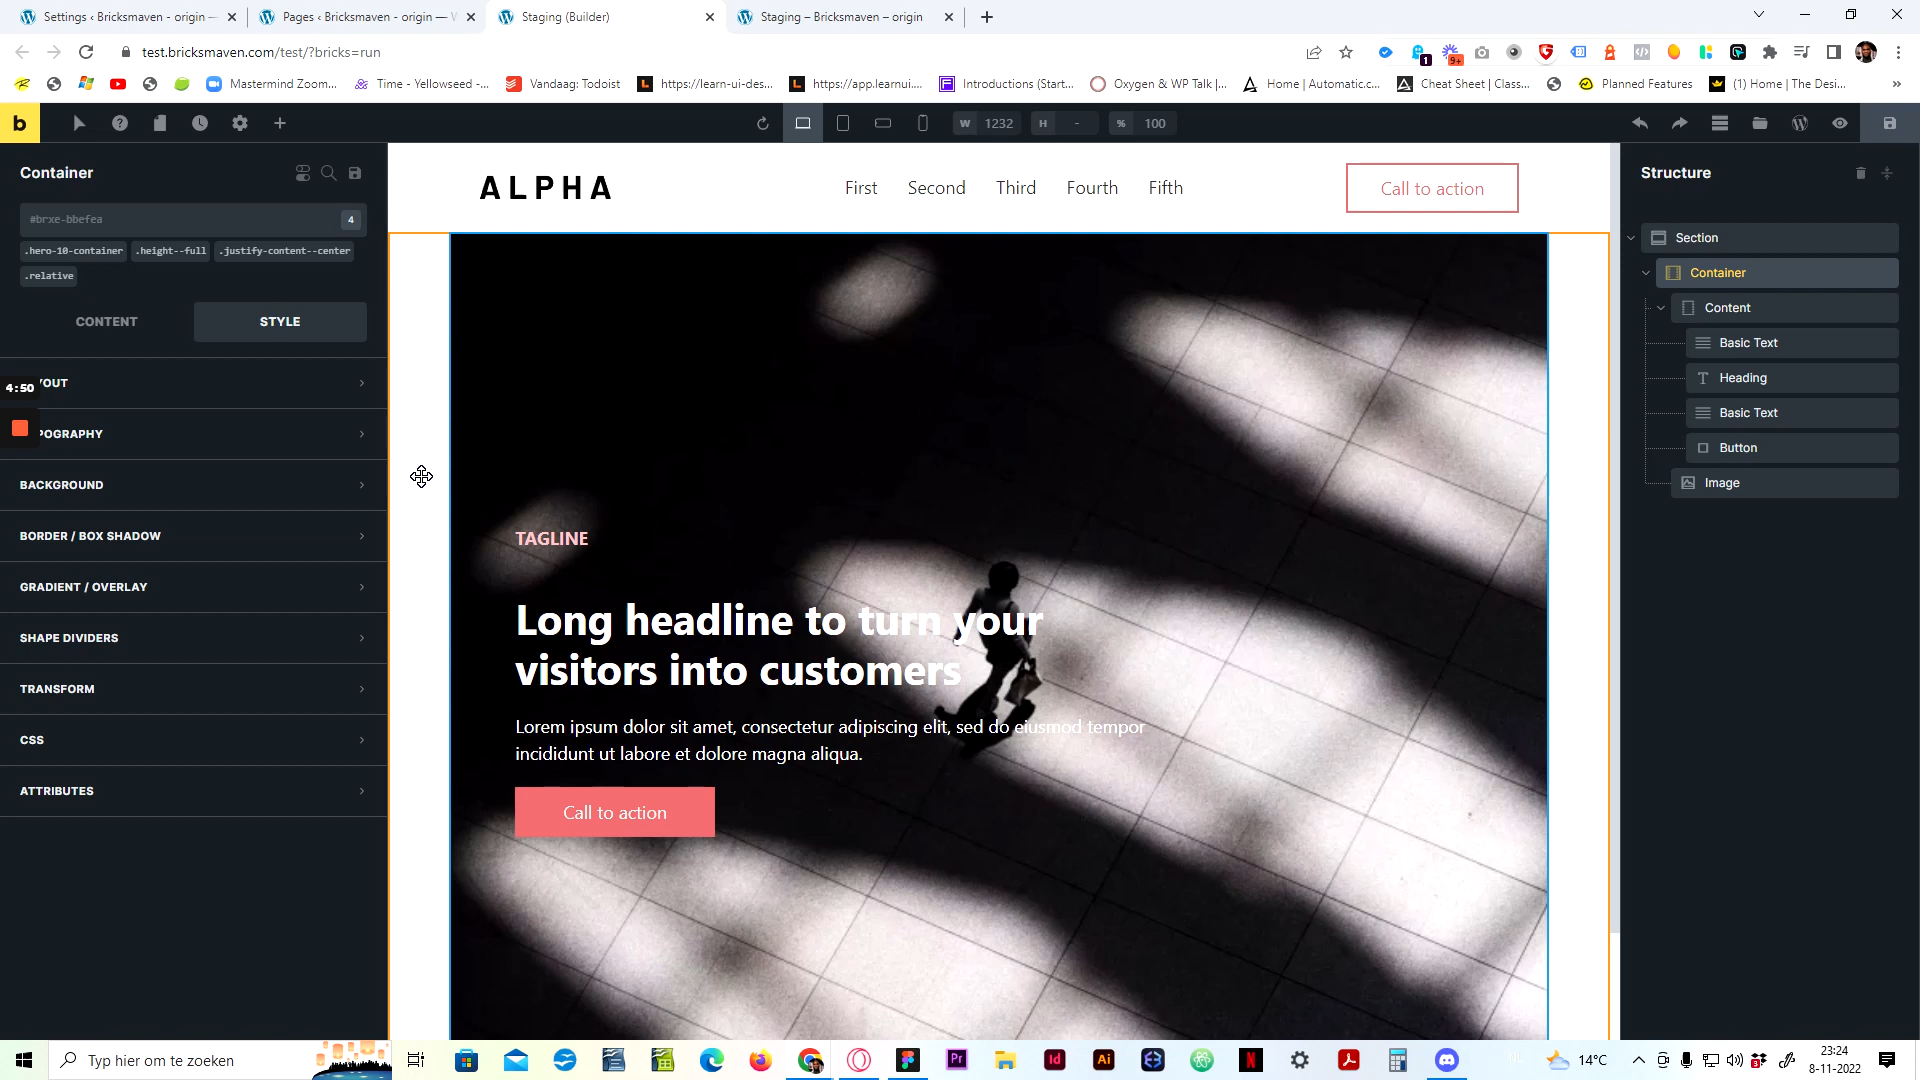 Settings ‹ Bricksmaven - origin —
Pages ‹ Bricksmaven - origin — W
Staging (Builder)
Staging – Bricksmaven – origin
test.bricksmaven.com/test/?bricks=run
1
9+
Mastermind Zoom...
Time - Yellowseed -...
Vandaag: Todoist
https://learn-ui-des...
https://app.learnui....
Introductions (Start...
Oxygen & WP Talk |...
Home | Automatic.c...
Cheat Sheet | Class...
Planned Features
(1) Home | The Desi...
»
b
W 1232
H -
% 100
Container
#brxe-bbefea
4
.hero-10-container
.height--full
.justify-content--center
.relative
CONTENT
STYLE
4:50
YOUT
POGRAPHY
BACKGROUND
BORDER / BOX SHADOW
GRADIENT / OVERLAY
SHAPE DIVIDERS
TRANSFORM
CSS
ATTRIBUTES
ALPHA
First
Second
Third
Fourth
Fifth
Call to action
TAGLINE
Long headline to turn your
visitors into customers
Lorem ipsum dolor sit amet, consectetur adipiscing elit, sed do eiusmod tempor
incididunt ut labore et dolore magna aliqua.
Call to action
Structure
Section
Container
Content
Basic Text
Heading
Basic Text
Button
Image
Typ hier om te zoeken
Pr
Id
Ai
N
14°C
23:24
8-11-2022